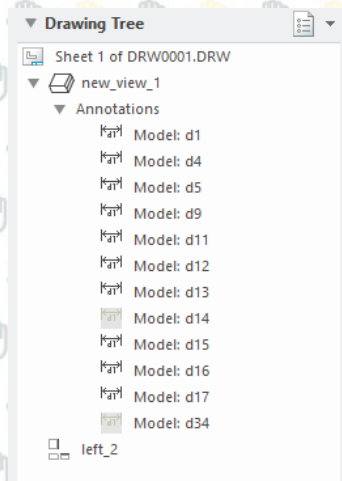 Drawing Tree
Sheet 1 of DRW0001.DRW
new_view_1
Annotations
Model: d1
Model: d4
Model: d5
Model: d9
Model: d11
Model: d12
Model: d13
Model: d14
Model: d15
Model: d16
Model: d17
Model: d34
left_2